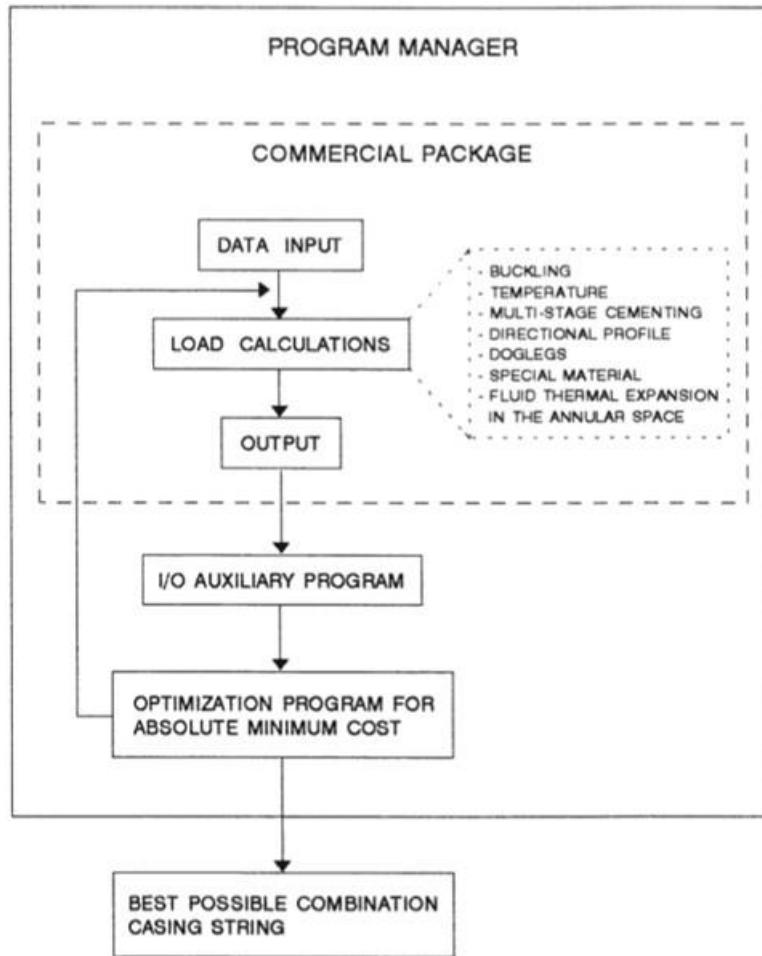 PROGRAM MANAGER
COMMERCIAL PACKAGE
DATA INPUT
LOAD CALCULATIONS
OUTPUT
- BUCKLING
- TEMPERATURE
- MULTI-STAGE CEMENTING
- DIRECTIONAL PROFILE
- DOGLEGS
- SPECIAL MATERIAL
- FLUID THERMAL EXPANSION
IN THE ANNULAR SPACE
I/O AUXILIARY PROGRAM
OPTIMIZATION PROGRAM FOR
ABSOLUTE MINIMUM COST
BEST POSSIBLE COMBINATION
CASING STRING